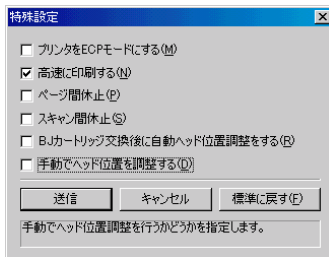 特殊設定
プリンタをECPモードにする(M)
高速に印刷する(N)
ページ間休止(P)
スキャン間休止(S)
BJカートリッジ交換後に自動ヘッド位置調整をする(R)
手動でヘッド位置を調整する(D)
送信 キャンセル 標準に戻す(F)
手動でヘッド位置調整を行うかどうかを指定します。